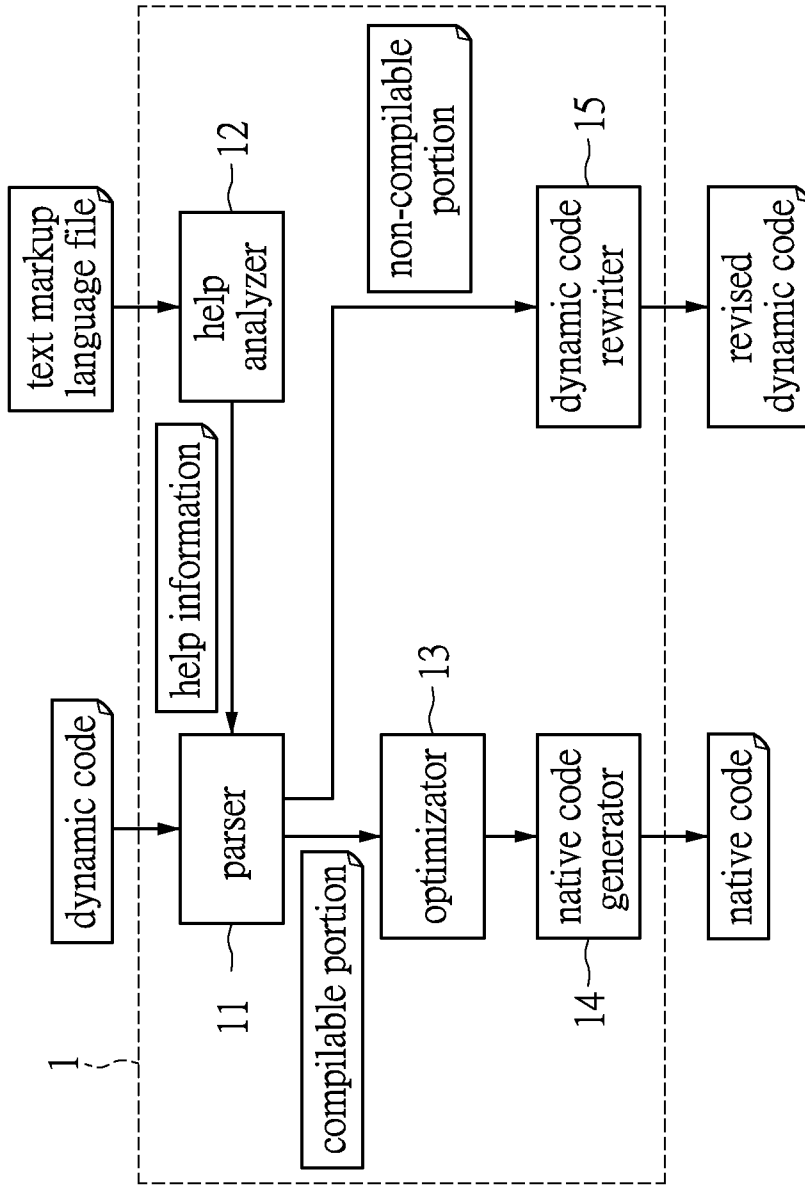 1
dynamic code
text markup
language file
11
parser
help information
help
analyzer
12
compilable portion
non-compilable
portion
optimizator
13
14
native code
generator
dynamic code
rewriter
15
native code
revised
dynamic code